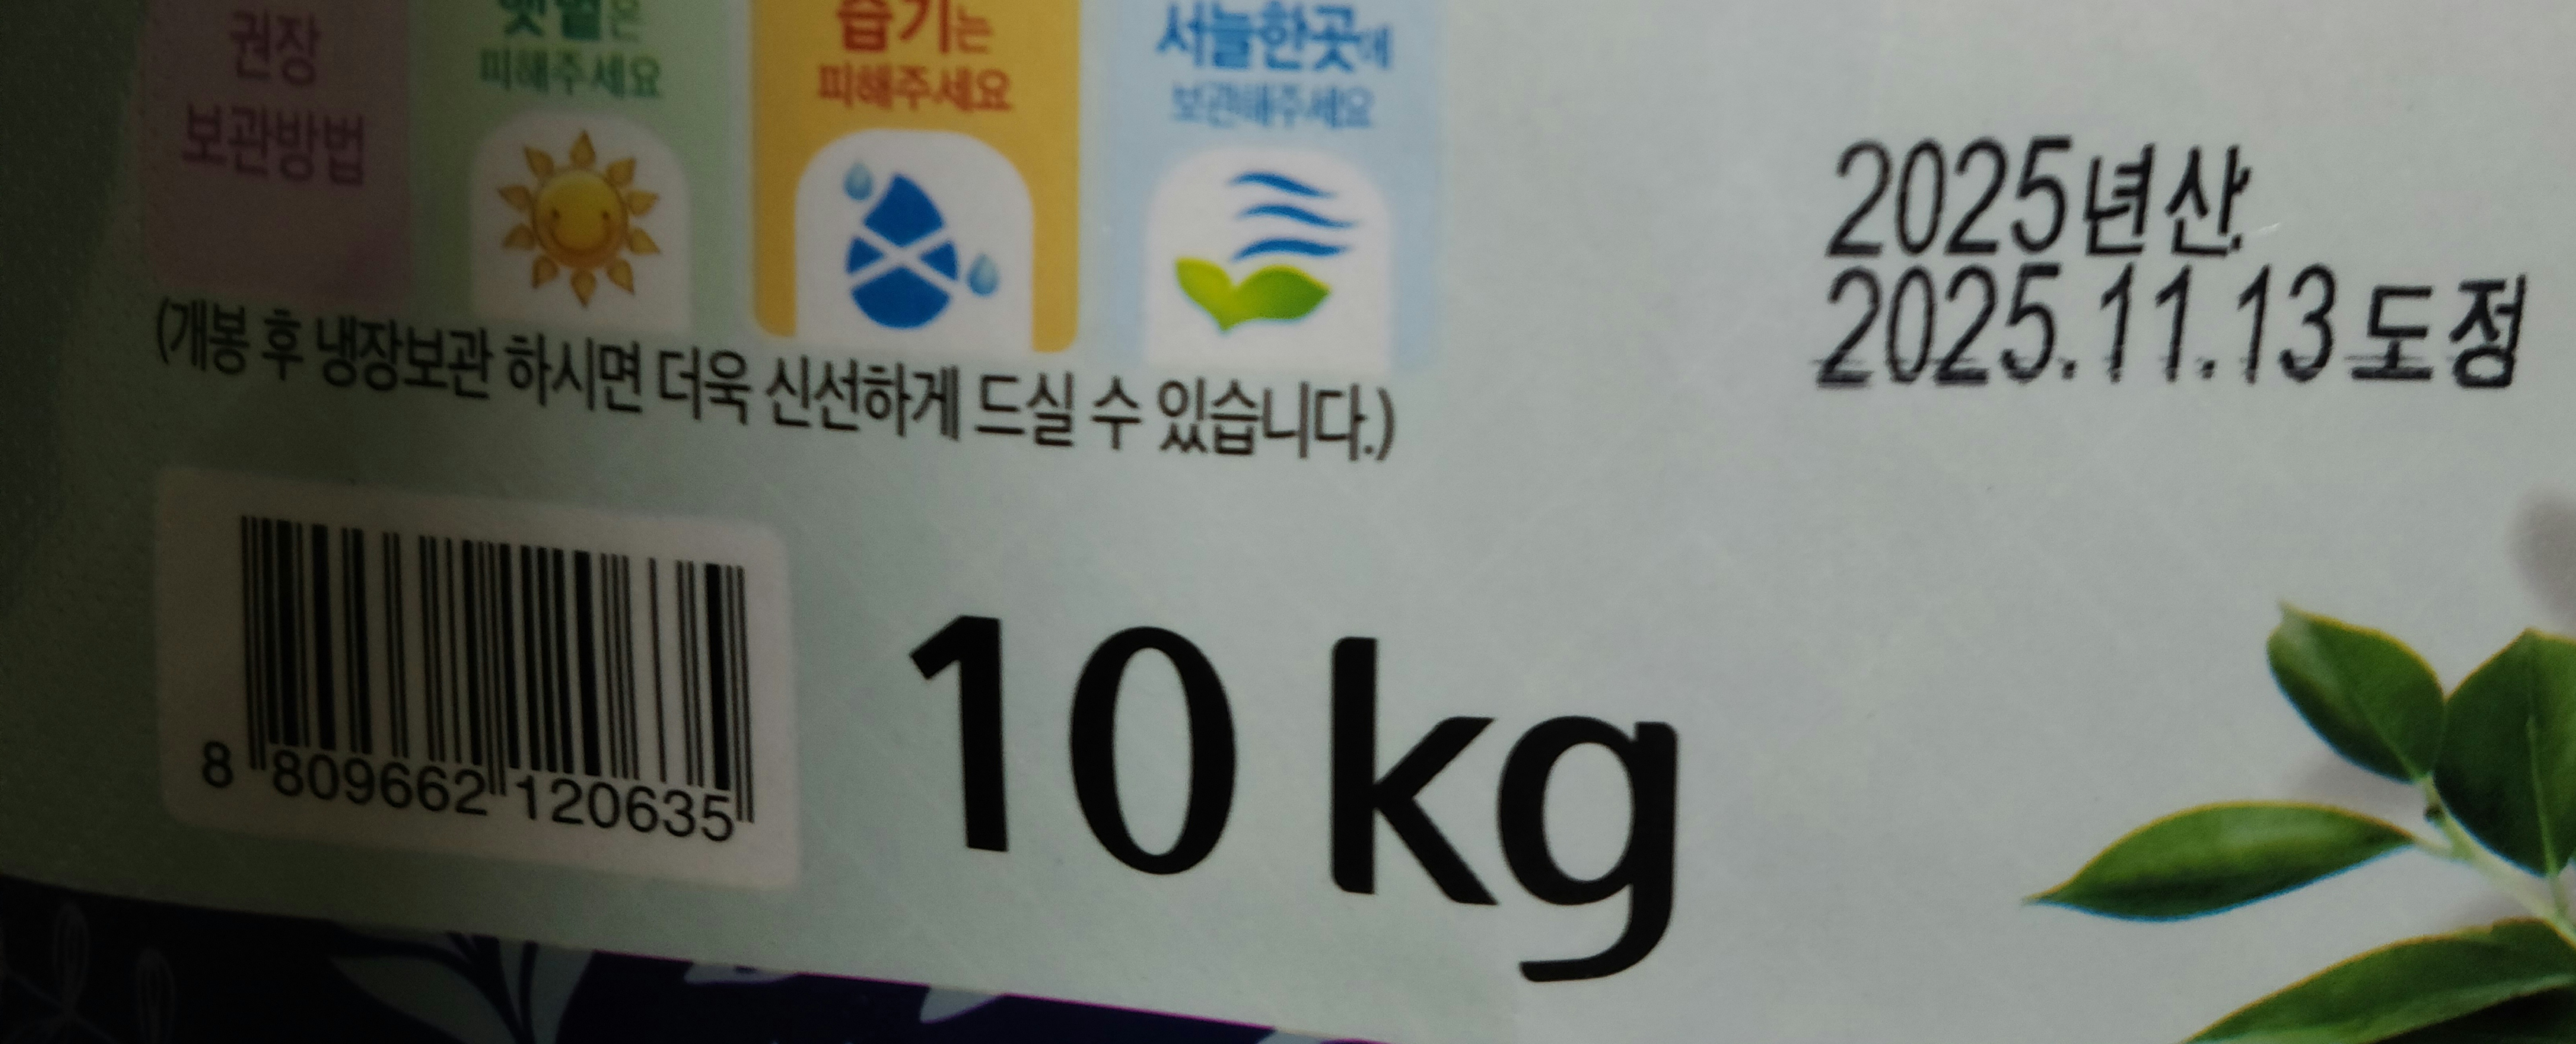 권장
보관방법
햇볕은
피해주세요
습기는
피해주세요
서늘한곳에
보관해주세요
(개봉 후 냉장보관 하시면 더욱 신선하게 드실 수 있습니다.)
2025년산
2025.11.13도정
8 809662 120635
10 kg